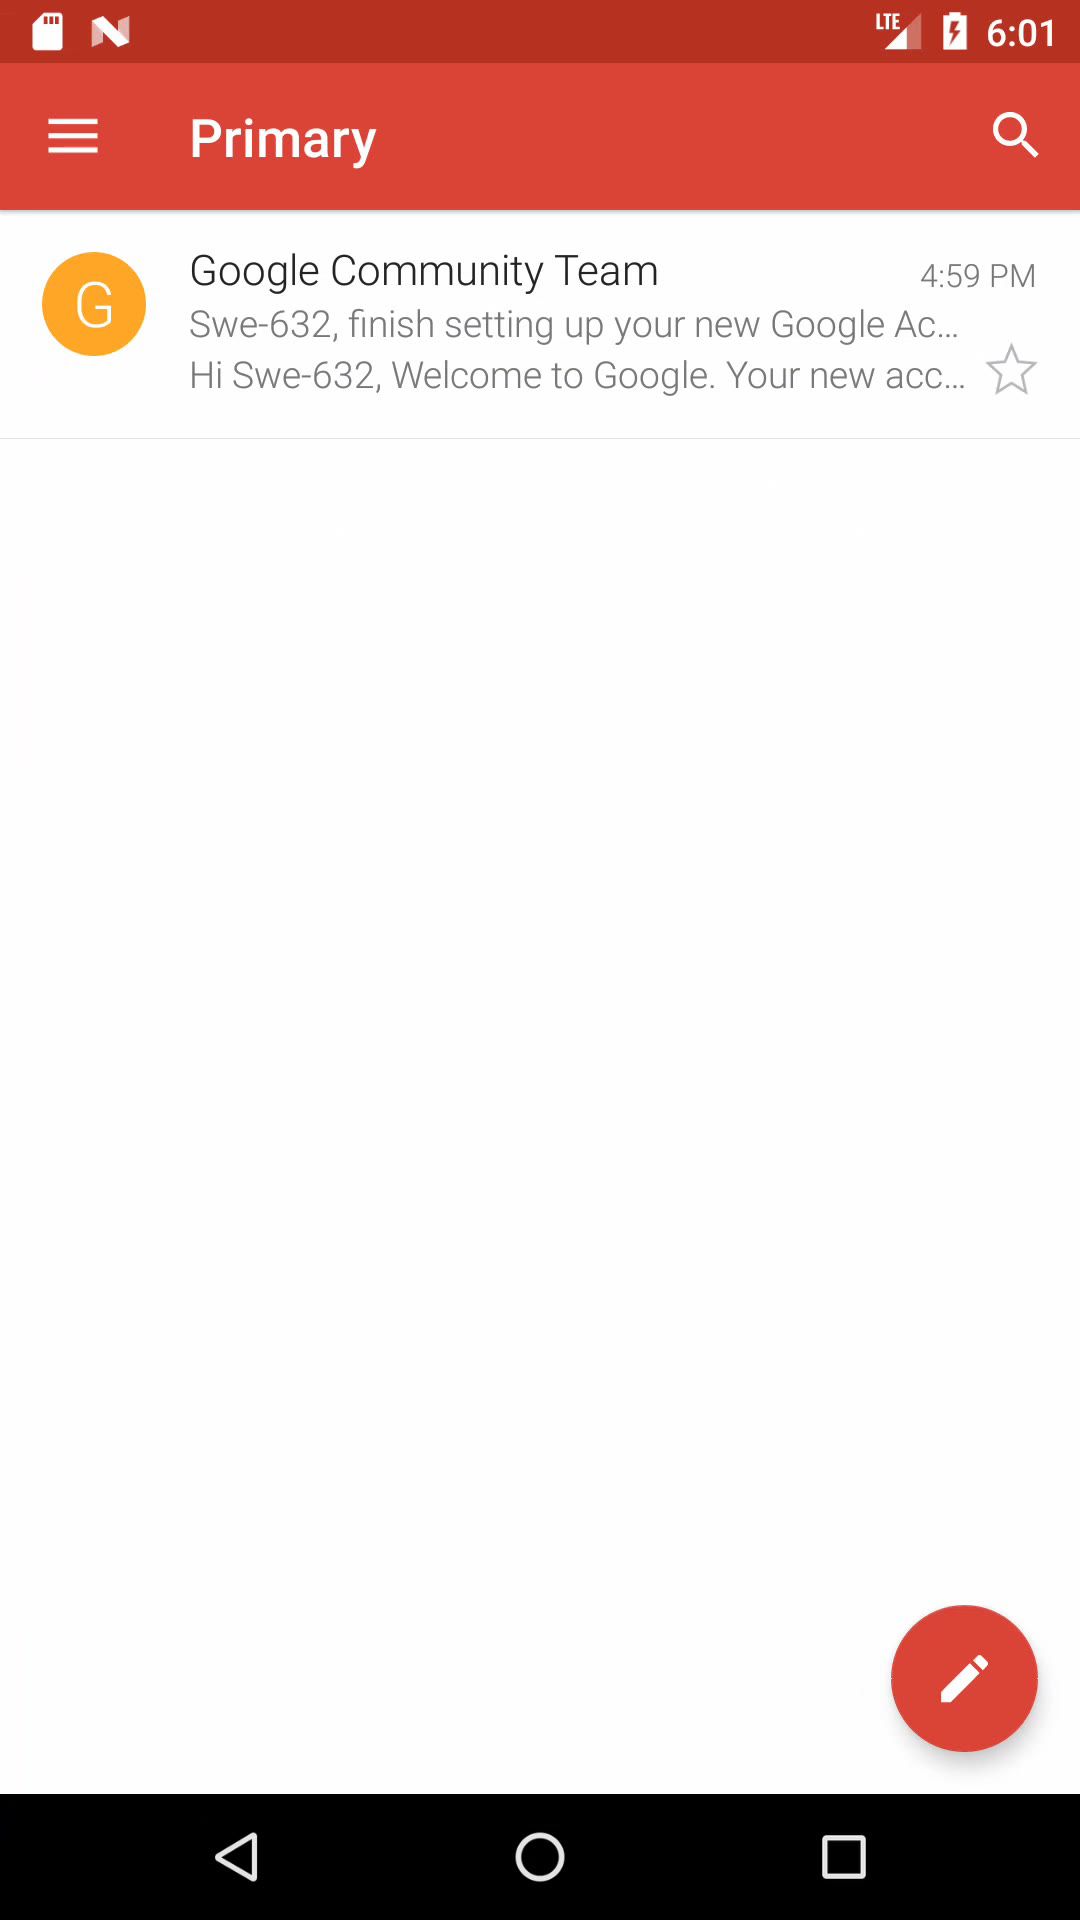 LTE 6:01
Primary
G
Google Community Team 4:59 PM
Swe-632, finish setting up your new Google Ac...
Hi Swe-632, Welcome to Google. Your new acc...